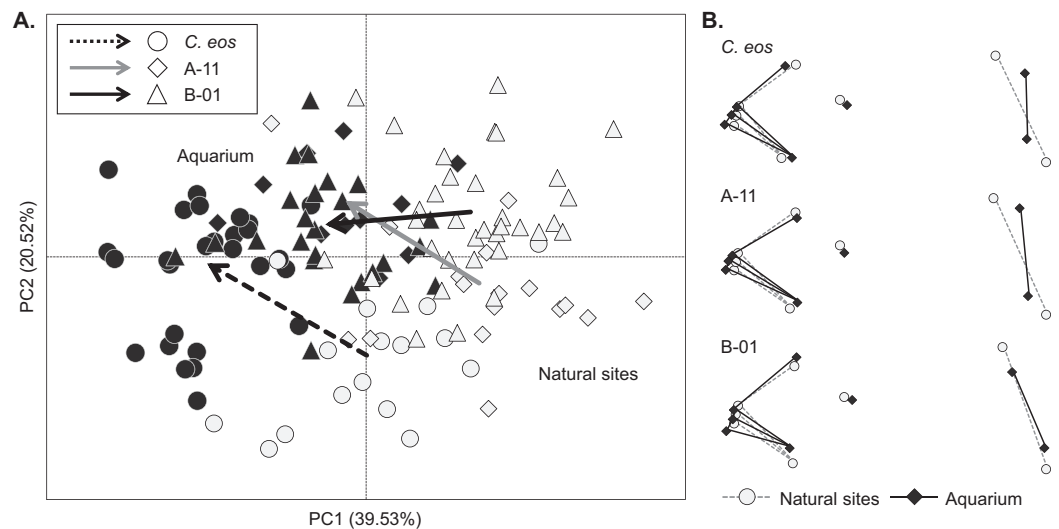 A.
C. eos
A-11
B-01
Aquarium
Natural sites
PC2 (20.52%)
PC1 (39.53%)
B.
C. eos
A-11
B-01
Natural sites Aquarium